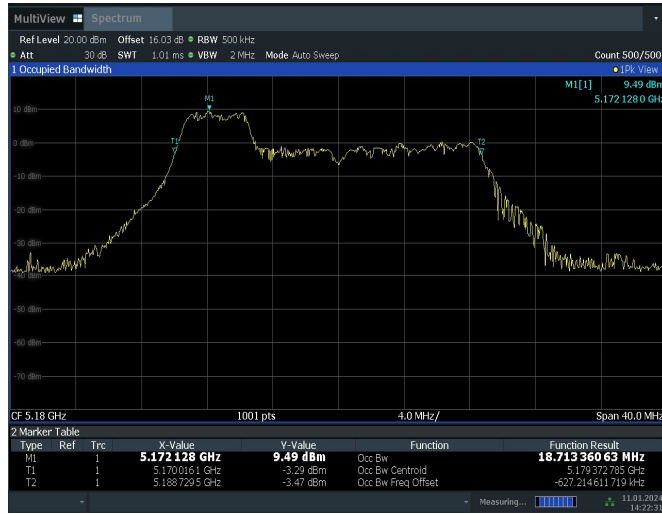 MultiView Spectrum
Ref Level 20.00 dBm Offset 16.03 dB RBW 500 kHz
Att 30 dB SWT 1.01 ms VBW 2 MHz Mode Auto Sweep Count 500/500
1 Occupied Bandwidth 1Pk View
M1[1] 9.49 dBm
5.172 128 0 GHz
M1
10 dBm
0 dBm
T1
T2
-10 dBm
-20 dBm
-30 dBm
-40 dBm
-50 dBm
-60 dBm
-70 dBm
CF 5.18 GHz 1001 pts 4.0 MHz/ Span 40.0 MHz
2 Marker Table
Type Ref Trc X-Value Y-Value Function Function Result
M1 1 5.172 128 GHz 9.49 dBm Occ Bw 18.713 360 63 MHz
T1 1 5.170 016 1 GHz -3.29 dBm Occ Bw Centroid 5.179 372 785 GHz
T2 1 5.188 729 5 GHz -3.47 dBm Occ Bw Freq Offset -627.214 611 719 kHz
Measuring... 11.01.2024
14:22:31